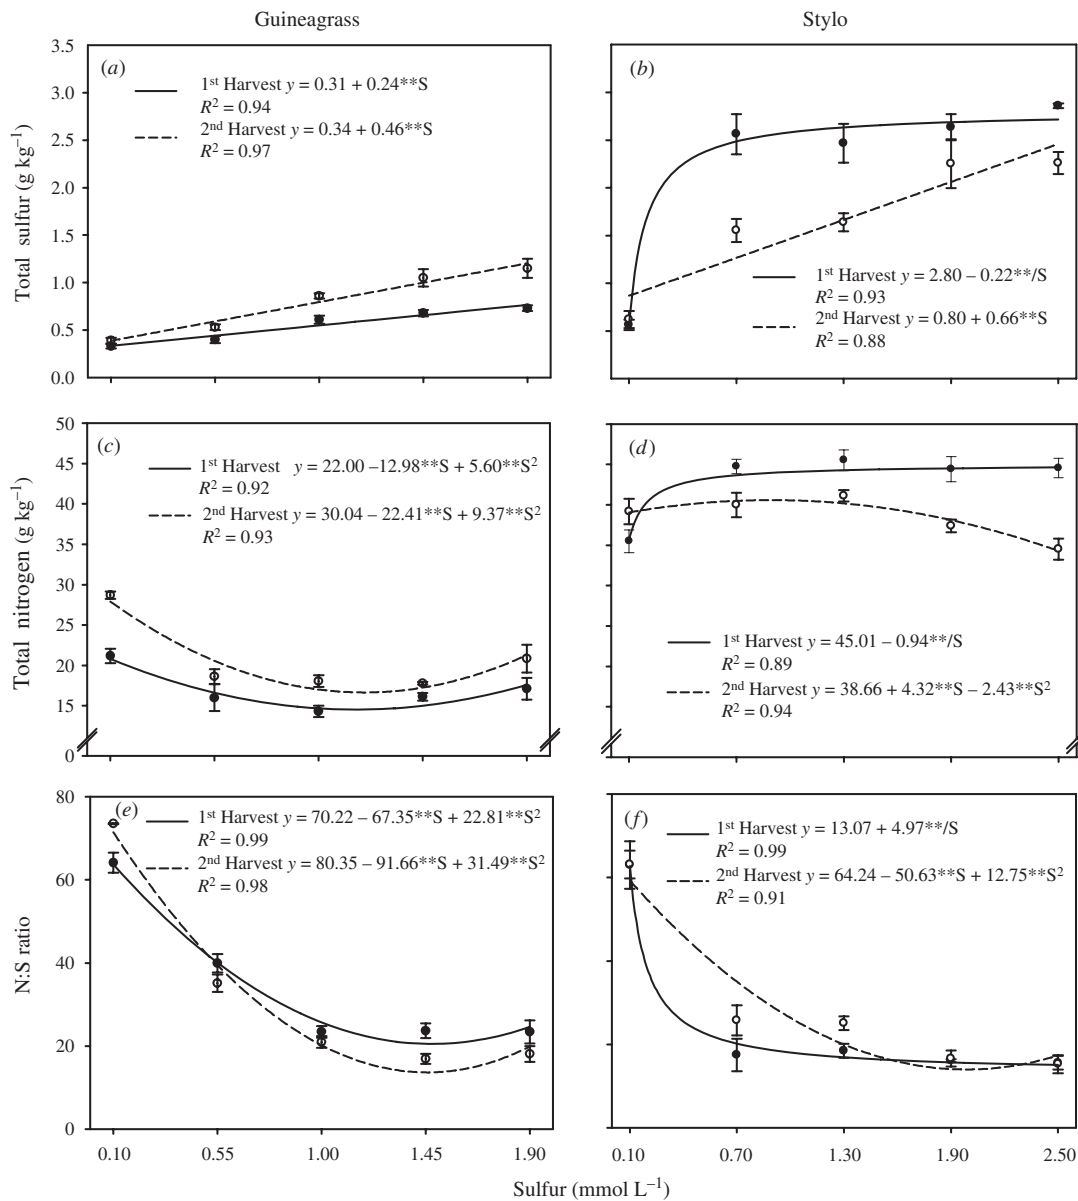 Guineagrass
Stylo
Total sulfur (g kg⁻¹)
3.5
3.0
2.5
2.0
1.5
1.0
0.5
0.0
(a)
1st Harvest y = 0.31 + 0.24**S
R² = 0.94
2nd Harvest y = 0.34 + 0.46**S
R² = 0.97
(b)
1st Harvest y = 2.80 – 0.22**/S
R² = 0.93
2nd Harvest y = 0.80 + 0.66**S
R² = 0.88
Total nitrogen (g kg⁻¹)
50
45
40
35
30
25
20
15
0
(c)
1st Harvest y = 22.00 –12.98**S + 5.60**S²
R² = 0.92
2nd Harvest y = 30.04 – 22.41**S + 9.37**S²
R² = 0.93
(d)
1st Harvest y = 45.01 – 0.94**/S
R² = 0.89
2nd Harvest y = 38.66 + 4.32**S – 2.43**S²
R² = 0.94
N:S ratio
80
60
40
20
0
(e)
1st Harvest y = 70.22 – 67.35**S + 22.81**S²
R² = 0.99
2nd Harvest y = 80.35 – 91.66**S + 31.49**S²
R² = 0.98
(f)
1st Harvest y = 13.07 + 4.97**/S
R² = 0.99
2nd Harvest y = 64.24 – 50.63**S + 12.75**S²
R² = 0.91
0.10 0.55 1.00 1.45 1.90
0.10 0.70 1.30 1.90 2.50
Sulfur (mmol L⁻¹)